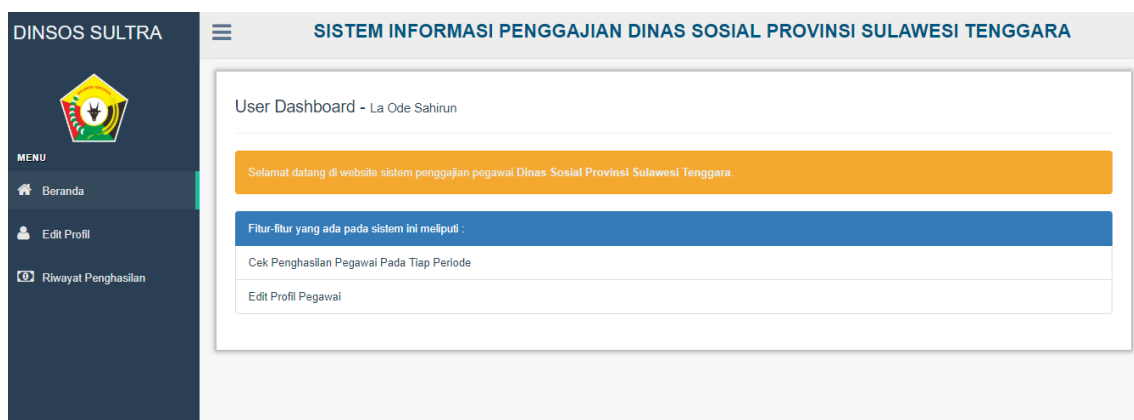 DINSOS SULTRA
SISTEM INFORMASI PENGGAJIAN DINAS SOSIAL PROVINSI SULAWESI TENGGARA
MENU
Beranda
Edit Profil
Riwayat Penghasilan
User Dashboard - La Ode Sahirun
Selamat datang di website sistem penggajian pegawai Dinas Sosial Provinsi Sulawesi Tenggara.
Fitur-fitur yang ada pada sistem ini meliputi :
Cek Penghasilan Pegawai Pada Tiap Periode
Edit Profil Pegawai